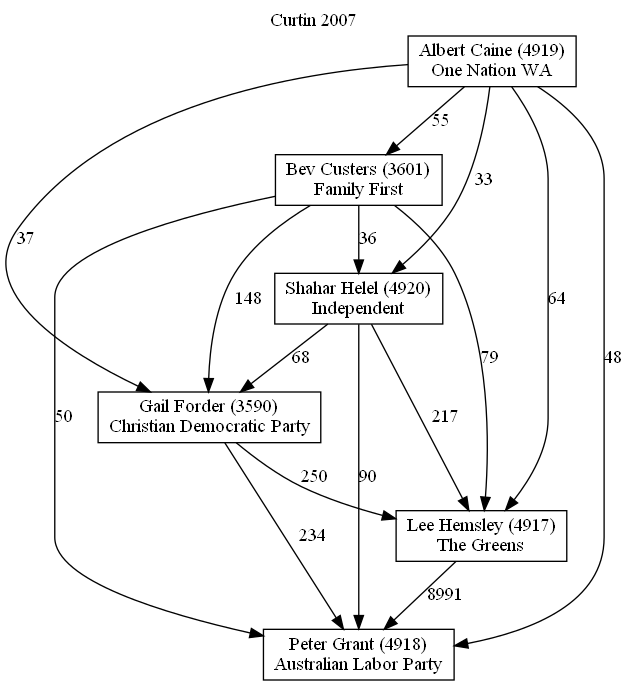 Curtin 2007
Albert Caine (4919)
One Nation WA
55
Bev Custers (3601)
Family First
33
37
36
Shahar Helel (4920)
Independent
148
64
68
79
48
Gail Forder (3590)
Christian Democratic Party
50
217
250
90
234
Lee Hemsley (4917)
The Greens
8991
Peter Grant (4918)
Australian Labor Party